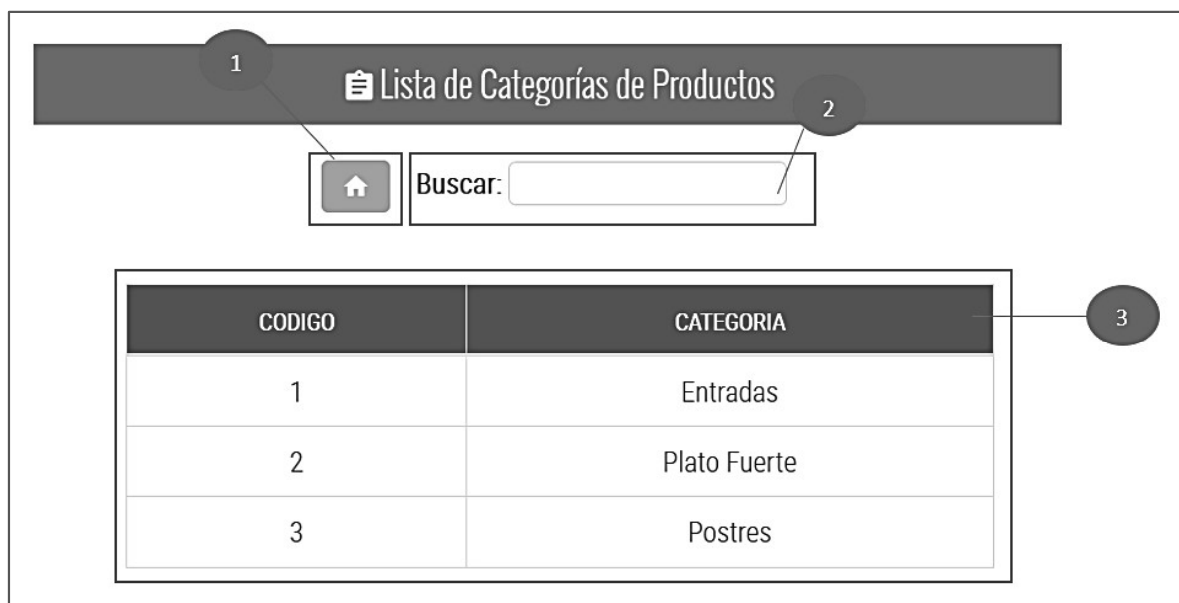 1
Lista de Categorías de Productos
2
Buscar:
CODIGO CATEGORIA
3
1 Entradas
2 Plato Fuerte
3 Postres